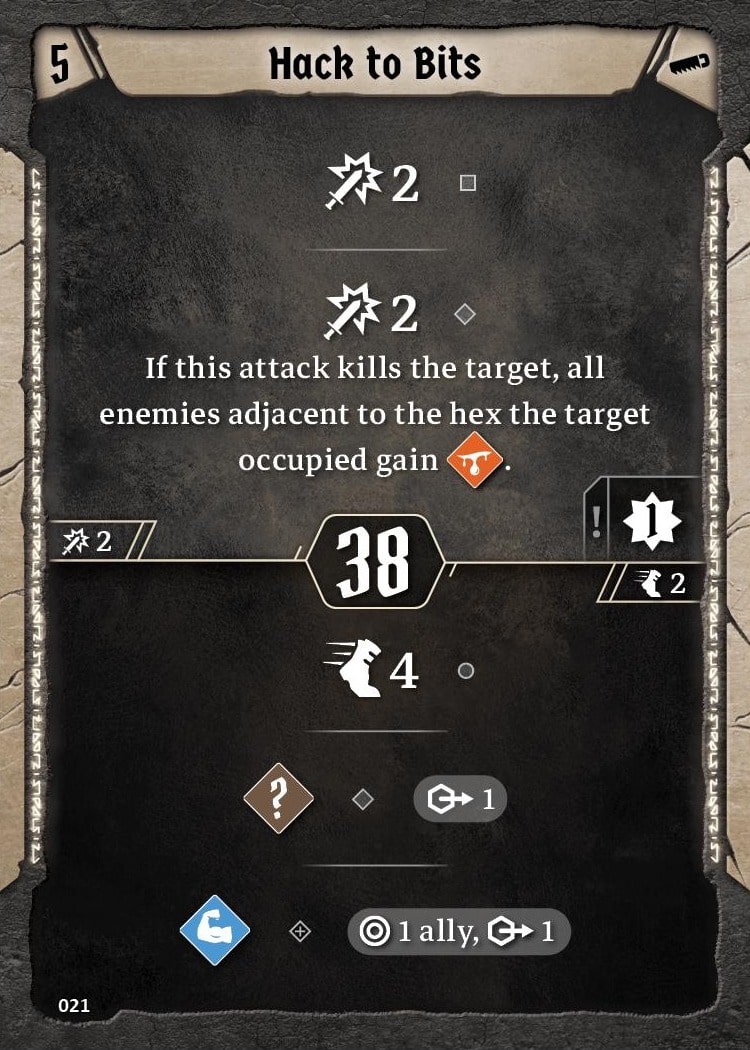 5 Hack to Bits
2
2
If this attack kills the target, all
enemies adjacent to the hex the target
occupied gain .
! 1
2
38
2
4
? 1
1 ally, 1
021